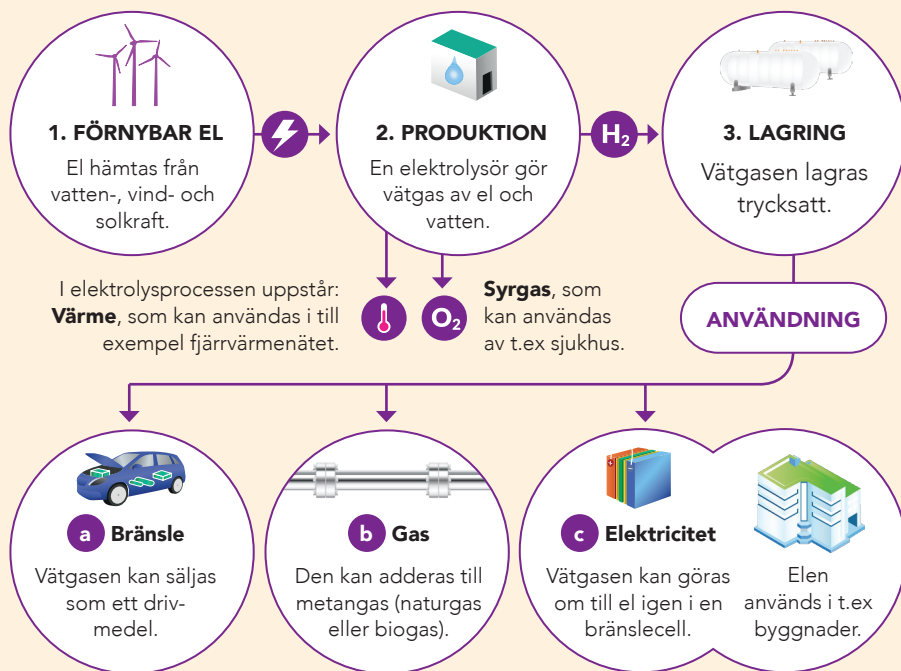 1. FÖRNYBAR EL
El hämtas från
vatten-, vind- och
solkraft.
2. PRODUKTION
En elektrolysör gör
vätgas av el och
vatten.
H₂
3. LAGRING
Vätgasen lagras
trycksatt.
I elektrolysprocessen uppstår:
Värme, som kan användas i till
exempel fjärrvärmenätet.
O₂
Syrgas, som
kan användas
av t.ex sjukhus.
ANVÄNDNING
a Bränsle
Vätgasen kan säljas
som ett driv-
medel.
b Gas
Den kan adderas till
metangas (naturgas
eller biogas).
c Elektricitet
Vätgasen kan göras
om till el igen i en
bränslecell.
Elen
används i t.ex
byggnader.